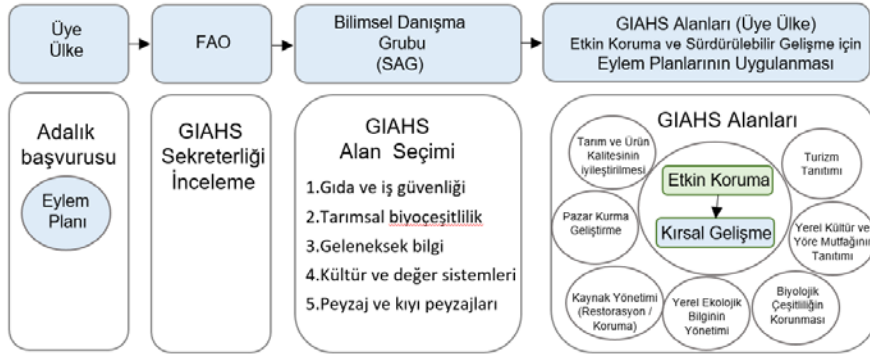 Üye
Ülke
FAO
Bilimsel Danışma
Grubu
(SAG)
GIAHS Alanları (Üye Ülke)
Etkin Koruma ve Sürdürülebilir Gelişme için
Eylem Planlarının Uygulanması
Adalık
başvurusu
Eylem
Planı
GIAHS
Sekreterliği
İnceleme
GIAHS
Alan Seçimi
1.Gıda ve iş güvenliği
2.Tarımsal biyoçeşitlilik
3.Geleneksek bilgi
4.Kültür ve değer sistemleri
5.Peyzaj ve kıyı peyzajları
GIAHS Alanları
Tarım ve Ürün
Kalitesinin
iyileştirilmesi
Etkin Koruma
Kırsal Gelişme
Turizm
Tanıtımı
Pazar Kurma
Geliştirme
Yerel Kültür ve
Yöre Mutfağının
Tanıtımı
Kaynak Yönetimi
(Restorasyon /
Koruma)
Yerel Ekolojik
Bilginin
Yönetimi
Biyolojik
Çeşitliliğin
Korunması